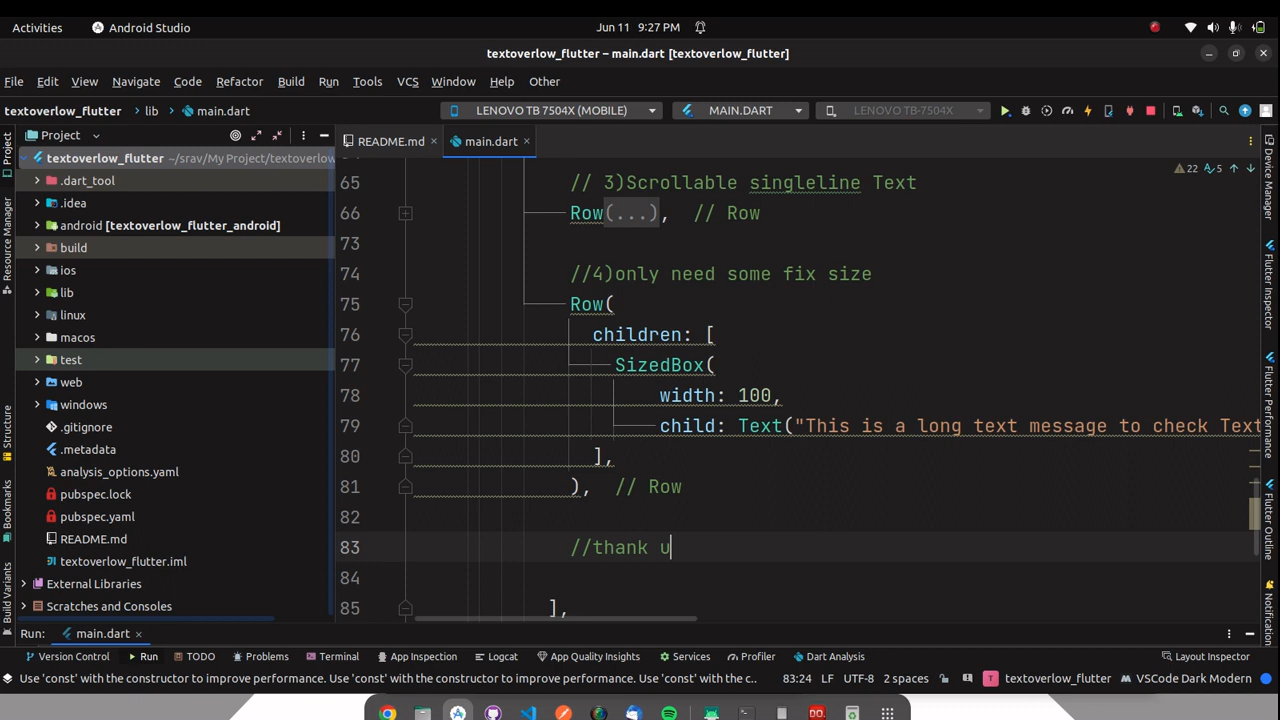 Activities Android Studio Jun 11 9:27 PM
textoverlow_flutter – main.dart [textoverlow_flutter]
File Edit View Navigate Code Refactor Build Run Tools VCS Window Help Other
textoverlow_flutter lib main.dart LENOVO TB 7504X (MOBILE) MAIN.DART LENOVO TB-7504X
Project
README.md main.dart
textoverlow_flutter ~/srav/My Project/textoverlow
.dart_tool
.idea
android [textoverlow_flutter_android]
build
ios
lib
linux
macos
test
web
windows
.gitignore
.metadata
analysis_options.yaml
pubspec.lock
pubspec.yaml
README.md
textoverlow_flutter.iml
External Libraries
Scratches and Consoles
22 5
65 // 3)Scrollable singleline Text
66 Row(...), // Row
73
74 //4)only need some fix size
75 Row(
76 children: [
77 SizedBox(
78 width: 100,
79 child: Text("This is a long text message to check Text
80 ],
81 ), // Row
82
83 //thank u
84
85 ],
Project
Resource Manager
Structure
Bookmarks
Build Variants
Device Manager
Flutter Inspector
Flutter Performance
Flutter Outline
Notifications
Run: main.dart
Version Control Run TODO Problems Terminal App Inspection Logcat App Quality Insights Services Profiler Dart Analysis Layout Inspector
Use 'const' with the constructor to improve performance. Use 'const' with the constructor to improve performance. Use 'const' with the c.. 83:24 LF UTF-8 2 spaces T textoverlow_flutter VSCode Dark Modern
DO.